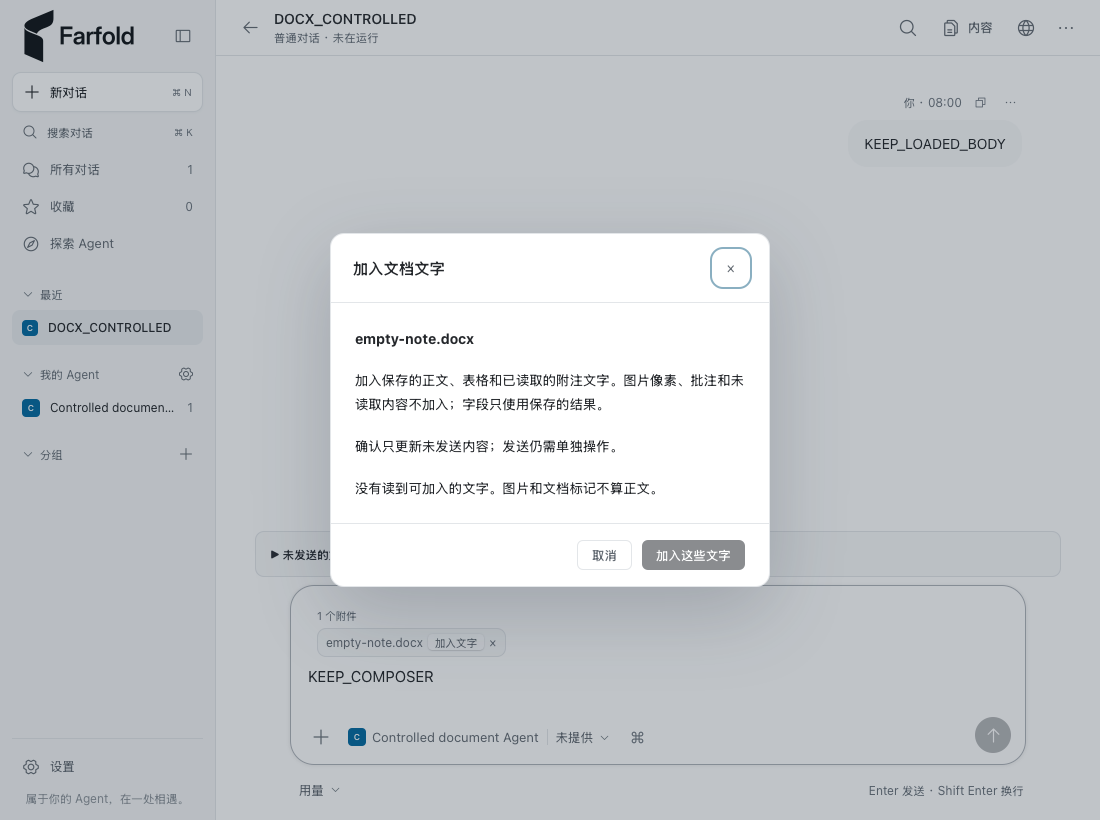 Farfold
新对话 ⌘ N
搜索对话 ⌘ K
所有对话 1
收藏 0
探索 Agent
最近
C DOCX_CONTROLLED
我的 Agent
C Controlled documen... 1
分组
设置
属于你的 Agent，在一处相遇。
DOCX_CONTROLLED
普通对话 · 未在运行
内容
你 · 08:00
KEEP_LOADED_BODY
加入文档文字
×
empty-note.docx
加入保存的正文、表格和已读取的附注文字。图片像素、批注和未
读取内容不加入；字段只使用保存的结果。
确认只更新未发送内容；发送仍需单独操作。
没有读到可加入的文字。图片和文档标记不算正文。
取消 加入这些文字
未发送的
1 个附件
empty-note.docx 加入文字 ×
KEEP_COMPOSER
C Controlled document Agent 未提供 ⌘
用量
Enter 发送 · Shift Enter 换行